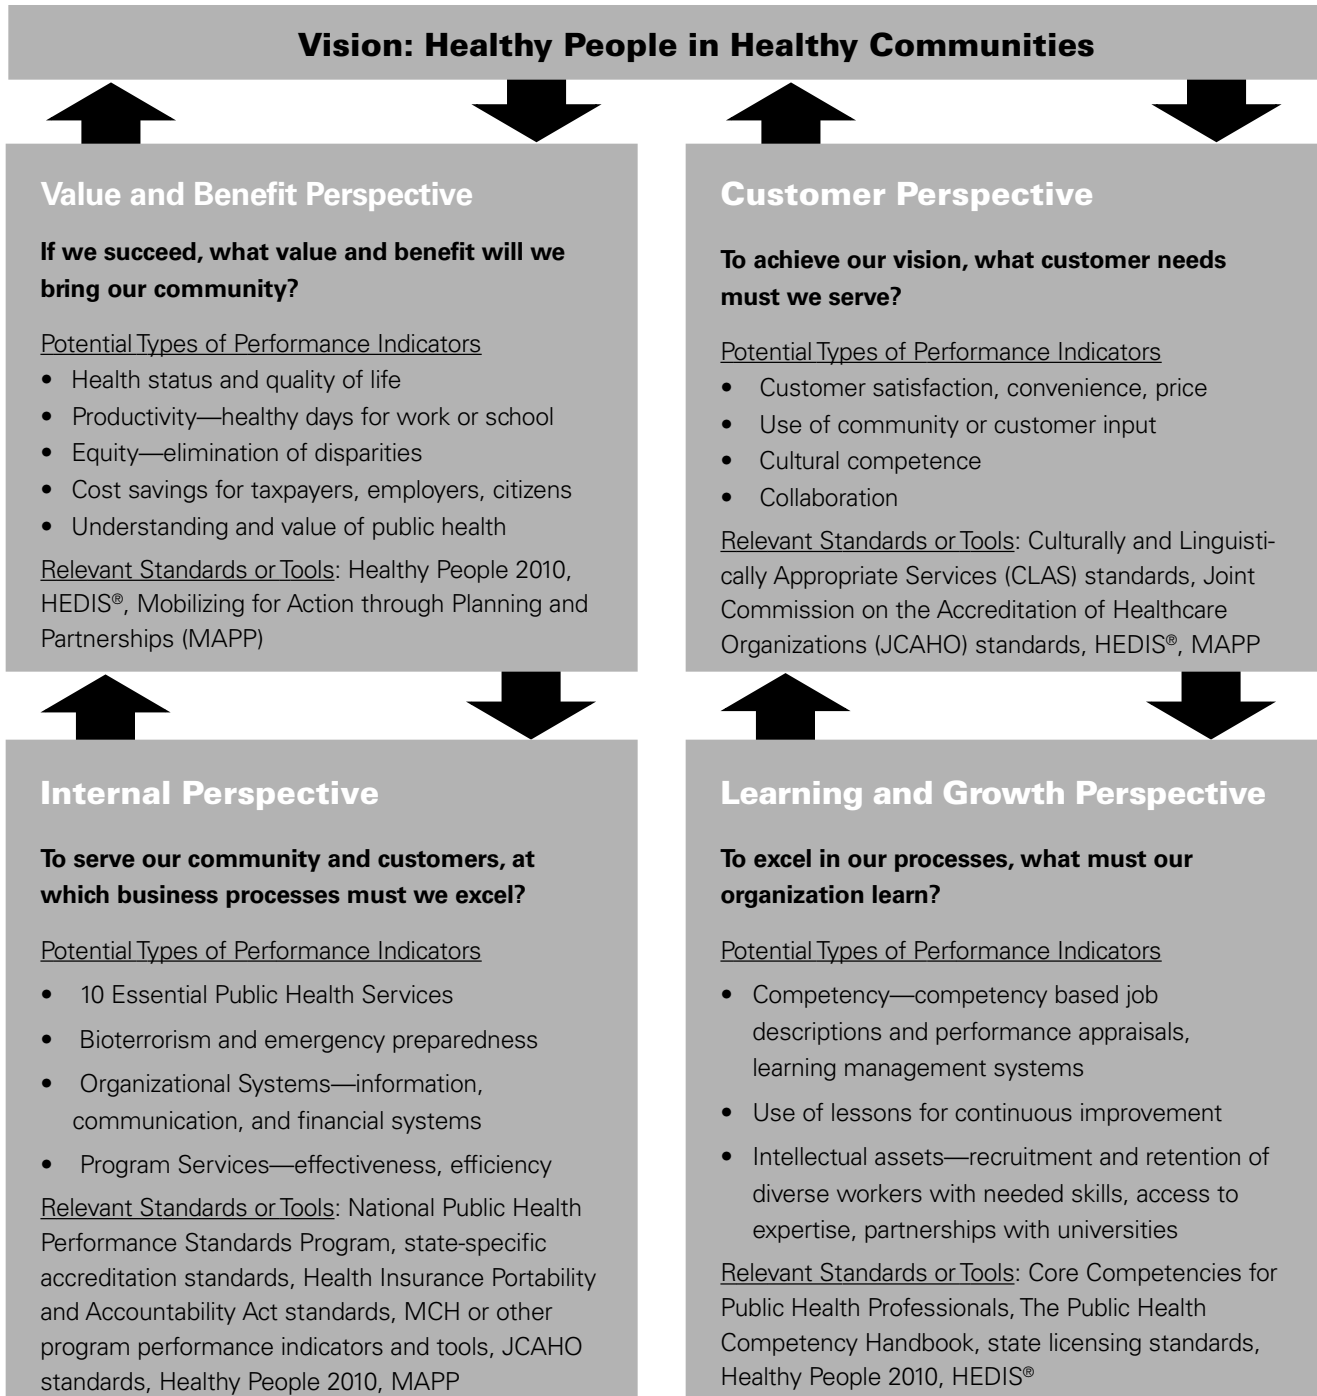 Vision: Healthy People in Healthy Communities
Value and Benefit Perspective
If we succeed, what value and benefit will we
bring our community?
Potential Types of Performance Indicators
• Health status and quality of life
• Productivity—healthy days for work or school
• Equity—elimination of disparities
• Cost savings for taxpayers, employers, citizens
• Understanding and value of public health
Relevant Standards or Tools: Healthy People 2010,
HEDIS®, Mobilizing for Action through Planning and
Partnerships (MAPP)
Customer Perspective
To achieve our vision, what customer needs
must we serve?
Potential Types of Performance Indicators
• Customer satisfaction, convenience, price
• Use of community or customer input
• Cultural competence
• Collaboration
Relevant Standards or Tools: Culturally and Linguisti-
cally Appropriate Services (CLAS) standards, Joint
Commission on the Accreditation of Healthcare
Organizations (JCAHO) standards, HEDIS®, MAPP
Internal Perspective
To serve our community and customers, at
which business processes must we excel?
Potential Types of Performance Indicators
• 10 Essential Public Health Services
• Bioterrorism and emergency preparedness
• Organizational Systems—information,
communication, and financial systems
• Program Services—effectiveness, efficiency
Relevant Standards or Tools: National Public Health
Performance Standards Program, state-specific
accreditation standards, Health Insurance Portability
and Accountability Act standards, MCH or other
program performance indicators and tools, JCAHO
standards, Healthy People 2010, MAPP
Learning and Growth Perspective
To excel in our processes, what must our
organization learn?
Potential Types of Performance Indicators
• Competency—competency based job
descriptions and performance appraisals,
learning management systems
• Use of lessons for continuous improvement
• Intellectual assets—recruitment and retention of
diverse workers with needed skills, access to
expertise, partnerships with universities
Relevant Standards or Tools: Core Competencies for
Public Health Professionals, The Public Health
Competency Handbook, state licensing standards,
Healthy People 2010, HEDIS®